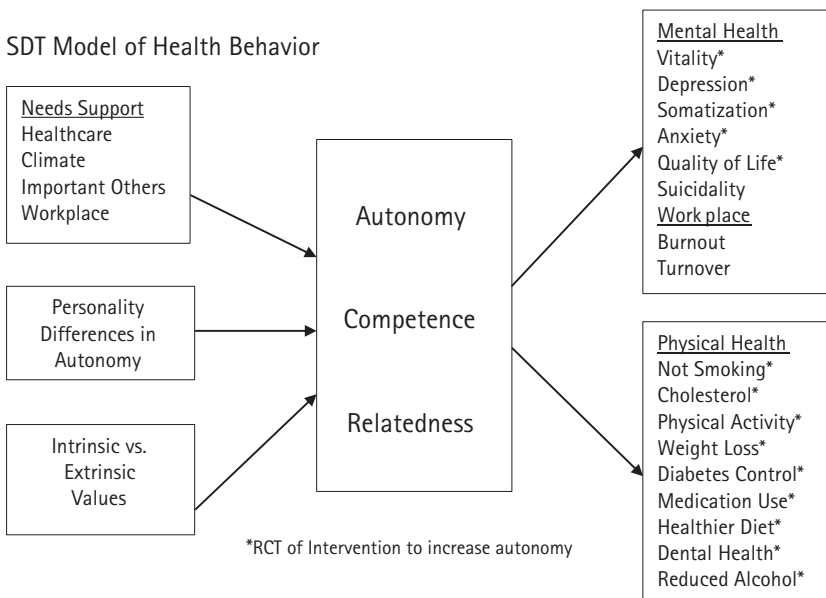 SDT Model of Health Behavior
Needs Support
Healthcare
Climate
Important Others
Workplace
Personality
Differences in
Autonomy
Intrinsic vs.
Extrinsic
Values
Autonomy
Competence
Relatedness
*RCT of Intervention to increase autonomy
Mental Health
Vitality*
Depression*
Somatization*
Anxiety*
Quality of Life*
Suicidality
Work place
Burnout
Turnover
Physical Health
Not Smoking*
Cholesterol*
Physical Activity*
Weight Loss*
Diabetes Control*
Medication Use*
Healthier Diet*
Dental Health*
Reduced Alcohol*